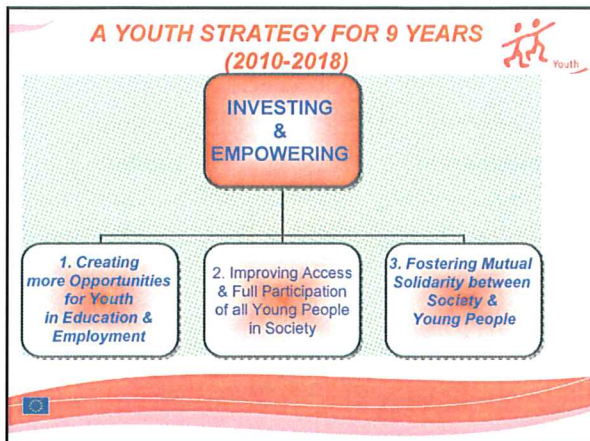 A YOUTH STRATEGY FOR 9 YEARS
(2010-2018)
Youth
INVESTING
&
EMPOWERING
1. Creating
more Opportunities
for Youth
in Education &
Employment
2. Improving Access
& Full Participation
of all Young People
in Society
3. Fostering Mutual
Solidarity between
Society &
Young People